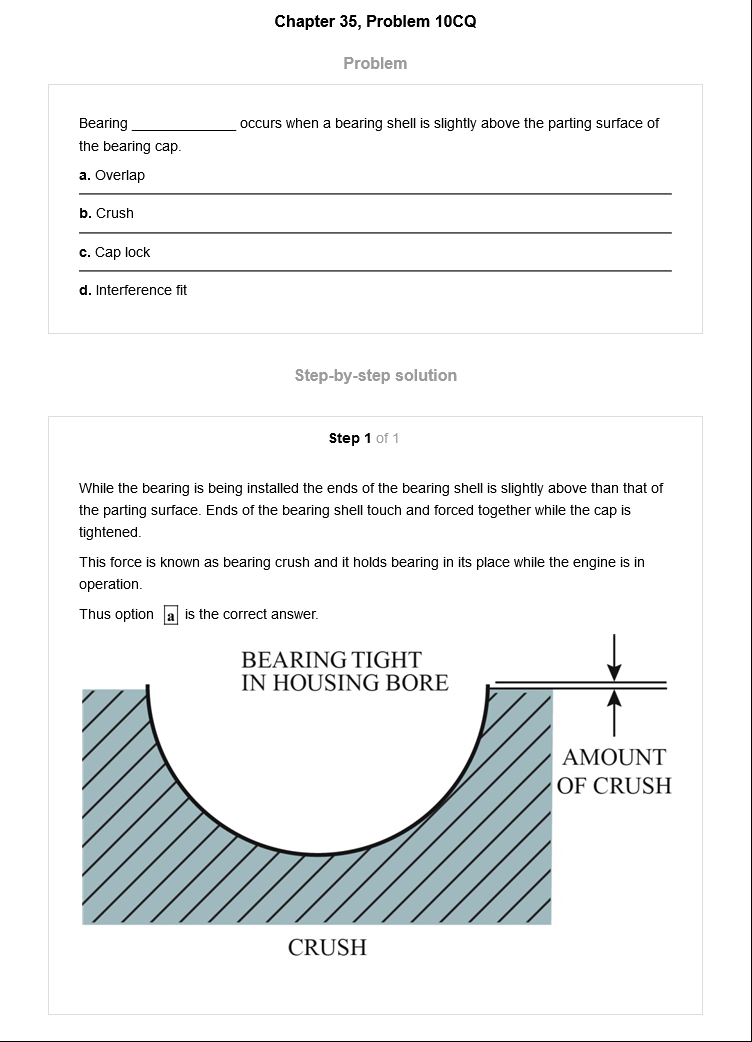 Chapter 35, Problem 10CQ
Problem
Bearing _____________ occurs when a bearing shell is slightly above the parting surface of
the bearing cap.
a. Overlap
b. Crush
c. Cap lock
d. Interference fit
Step-by-step solution
Step 1 of 1
While the bearing is being installed the ends of the bearing shell is slightly above than that of
the parting surface. Ends of the bearing shell touch and forced together while the cap is
tightened.
This force is known as bearing crush and it holds bearing in its place while the engine is in
operation.
Thus option a is the correct answer.
BEARING TIGHT
IN HOUSING BORE
AMOUNT
OF CRUSH
CRUSH